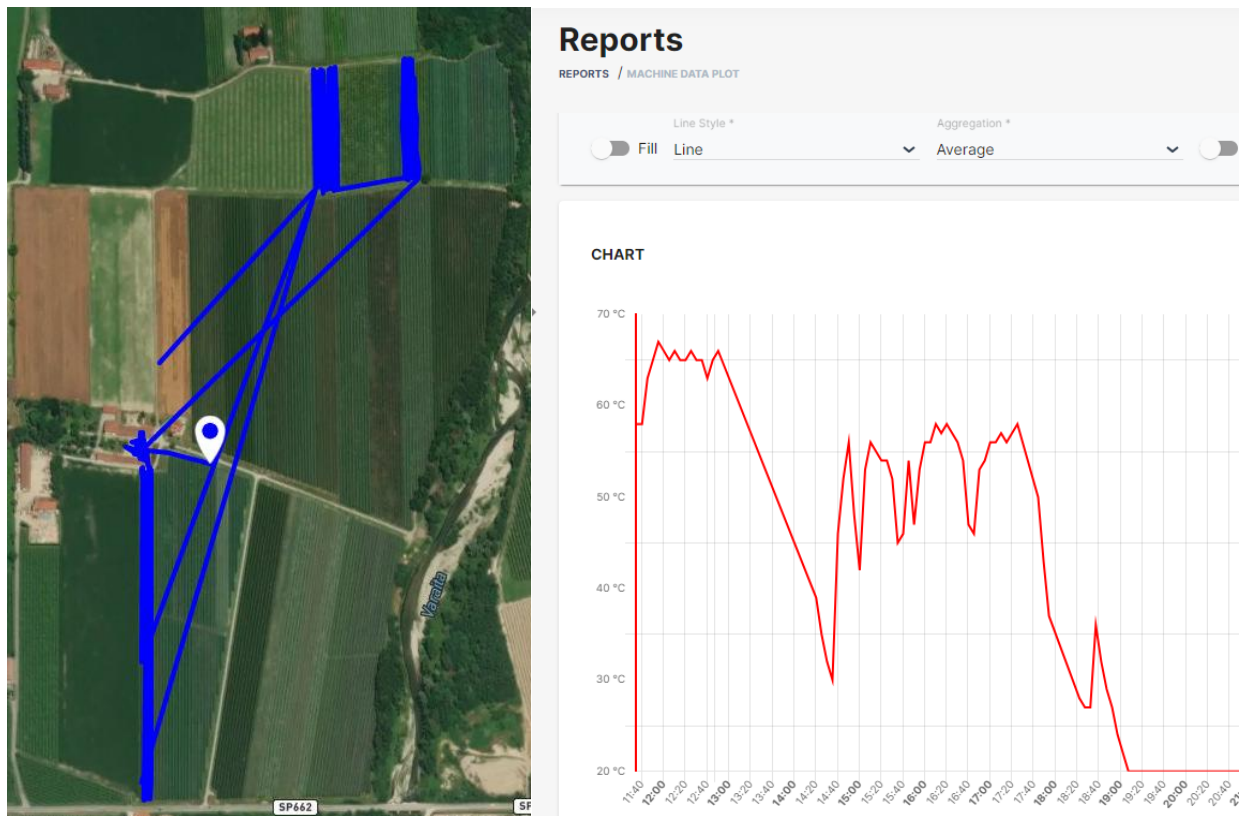 Varaita
SP662
SP
Reports
REPORTS / MACHINE DATA PLOT
Line Style *
Aggregation *
Fill
Line
Average
CHART
70 °C
60 °C
50 °C
40 °C
30 °C
20 °C
11:40 12:00 12:20 12:40 13:00 13:20 13:40 14:00 14:20 14:40 15:00 15:20 15:40 16:00 16:20 16:40 17:00 17:20 17:40 18:00 18:20 18:40 19:00 19:20 19:40 20:00 20:20 20:40